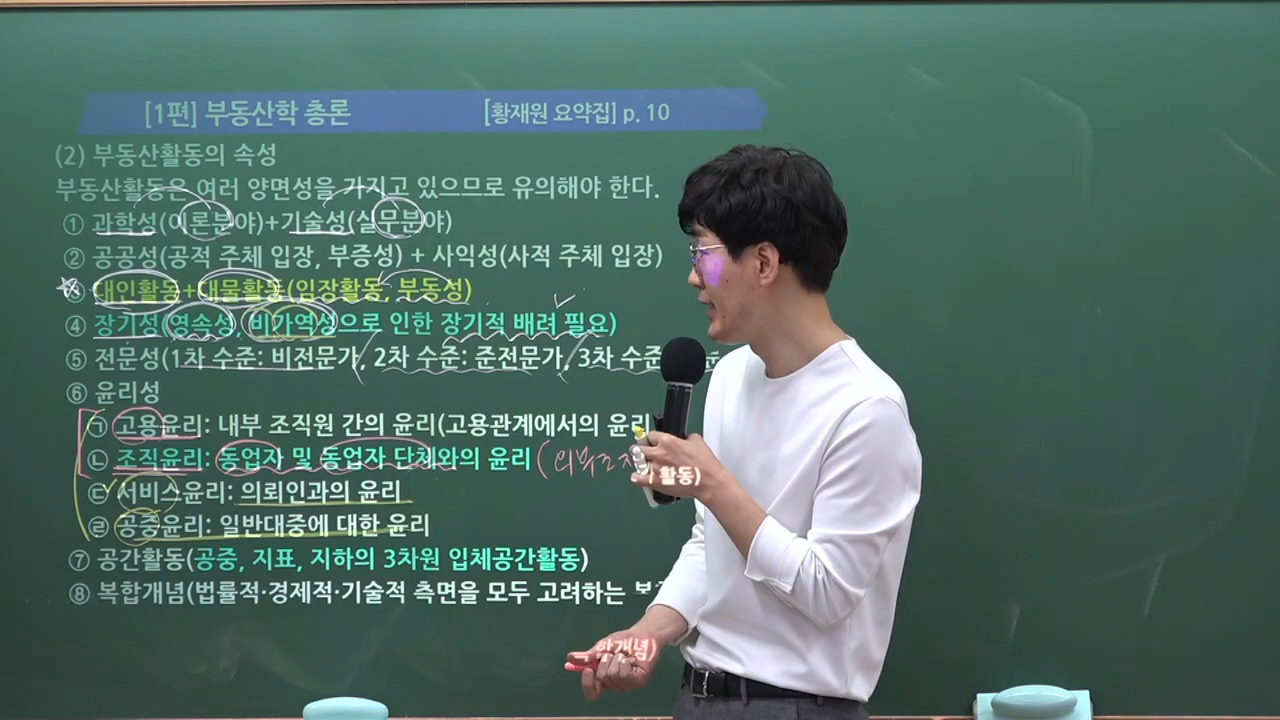 [1편] 부동산학 총론 [황재원 요약집] p. 10
(2) 부동산활동의 속성
부동산활동은 여러 양면성을 가지고 있으므로 유의해야 한다.
① 과학성(이론분야)+기술성(실무분야)
② 공공성(공적 주체 입장, 부증성) + 사익성(사적 주체 입장)
③ 대인활동+대물활동(임장활동, 부동성)
④ 장기성(영속성, 비가역성으로 인한 장기적 배려 필요)
⑤ 전문성(1차 수준: 비전문가, 2차 수준: 준전문가, 3차 수준
⑥ 윤리성
㉠ 고용윤리: 내부 조직원 간의 윤리(고용관계에서의 윤리
㉡ 조직윤리: 동업자 및 동업자 단체와의 윤리 (외부조직
활동)
㉢ 서비스윤리: 의뢰인과의 윤리
㉣ 공중윤리: 일반대중에 대한 윤리
⑦ 공간활동(공중, 지표, 지하의 3차원 입체공간활동)
⑧ 복합개념(법률적·경제적·기술적 측면을 모두 고려하는
합개념)